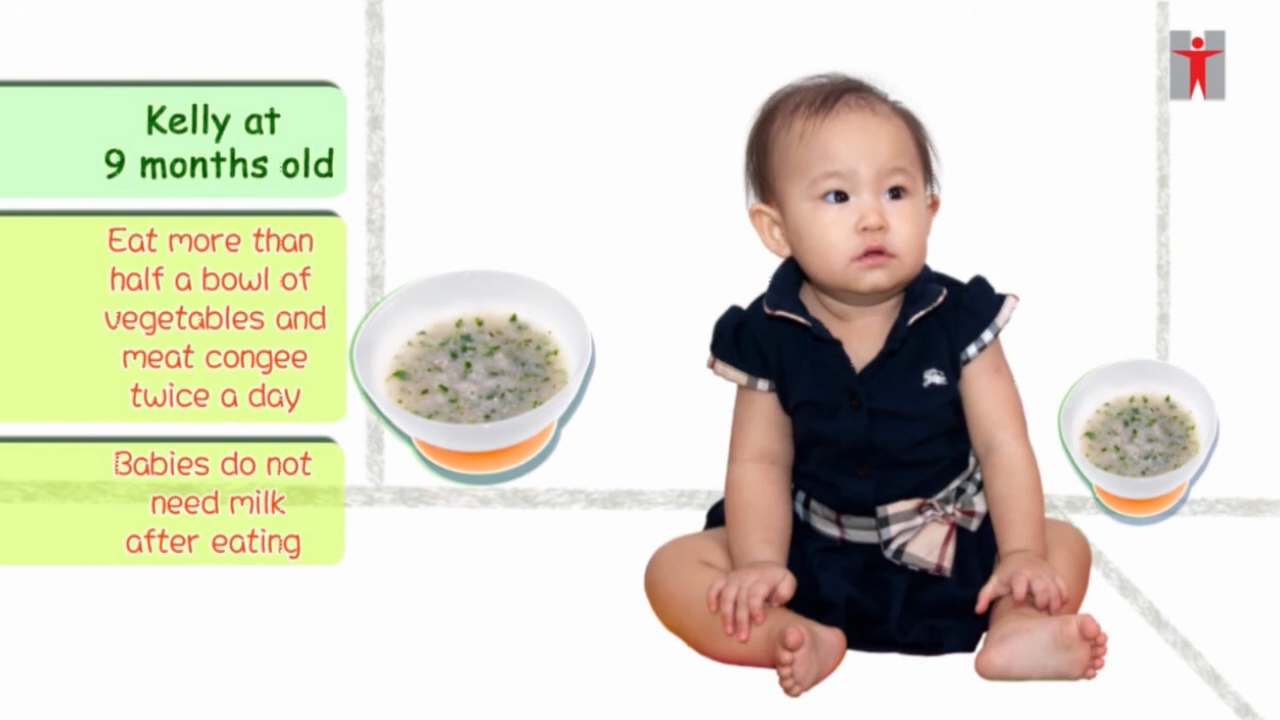 Kelly at
9 months old
Eat more than
half a bowl of
vegetables and
meat congee
twice a day
Babies do not
need milk
after eating